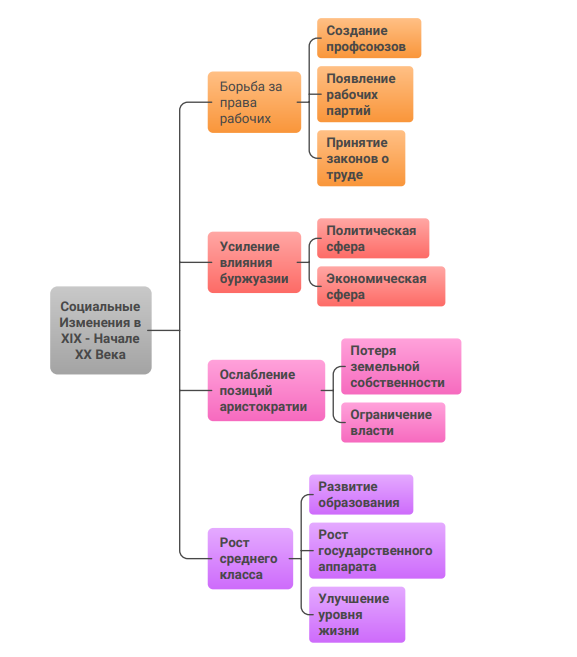 Социальные
Изменения в
XIX - Начале
XX Века
Борьба за
права
рабочих
Создание
профсоюзов
Появление
рабочих
партий
Принятие
законов о
труде
Усиление
влияния
буржуазии
Политическая
сфера
Экономическая
сфера
Ослабление
позиций
аристократии
Потеря
земельной
собственности
Ограничение
власти
Рост
среднего
класса
Развитие
образования
Рост
государственного
аппарата
Улучшение
уровня
жизни